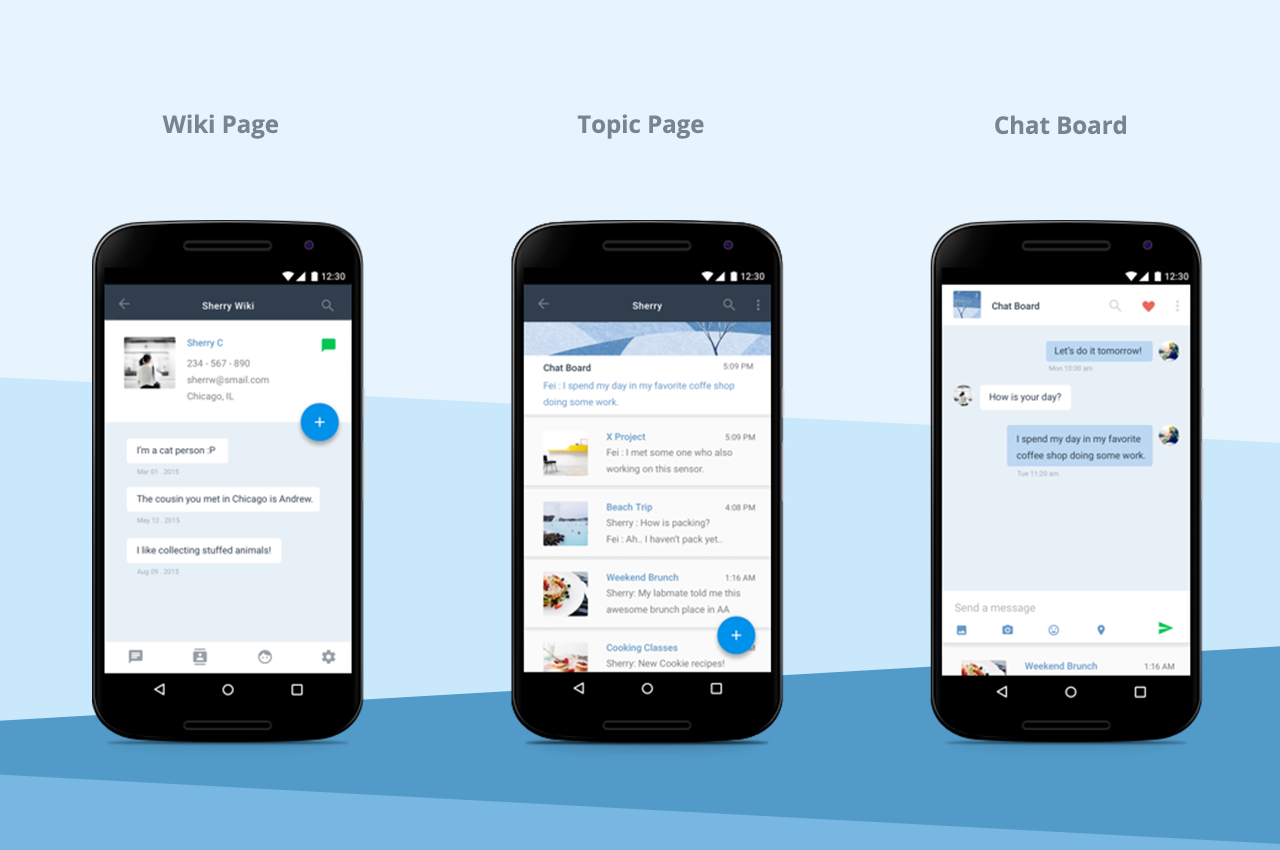 Wiki Page
Topic Page
Chat Board
12:30
Sherry Wiki
Sherry C
234 - 567 - 890
sherrw@smail.com
Chicago, IL
I'm a cat person :P
Mar 01 . 2015
The cousin you met in Chicago is Andrew.
May 12 . 2015
I like collecting stuffed animals!
Aug 09 . 2015
12:30
Sherry
Chat Board
5:09 PM
Fei : I spend my day in my favorite coffe shop
doing some work.
X Project
5:09 PM
Fei : I met some one who also
working on this sensor.
Beach Trip
4:08 PM
Sherry : How is packing?
Fei : Ah.. I haven't pack yet..
Weekend Brunch
1:16 AM
Sherry: My labmate told me this
awesome brunch place in AA
Cooking Classes
Sherry: New Cookie recipes!
12:30
Chat Board
Let's do it tomorrow!
Mon 10:00 am
How is your day?
I spend my day in my favorite
coffee shop doing some work.
Tue 11:20 am
Send a message
Weekend Brunch
1:16 AM